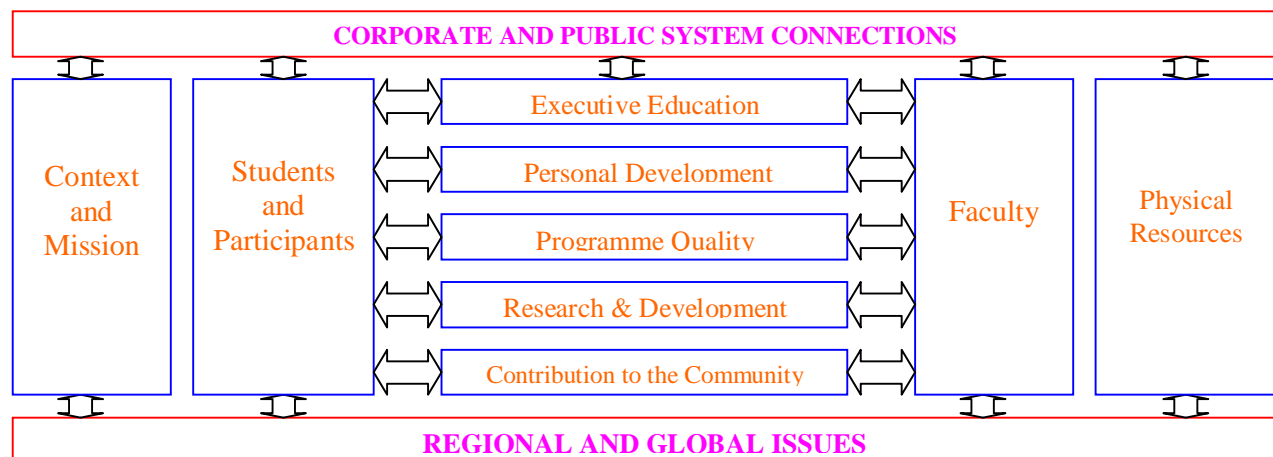 CORPORATE AND PUBLIC SYSTEM CONNECTIONS
Context
and
Mission
Students
and
Participants
Executive Education
Personal Development
Programme Quality
Research & Development
Contribution to the Community
Faculty
Physical
Resources
REGIONAL AND GLOBAL ISSUES